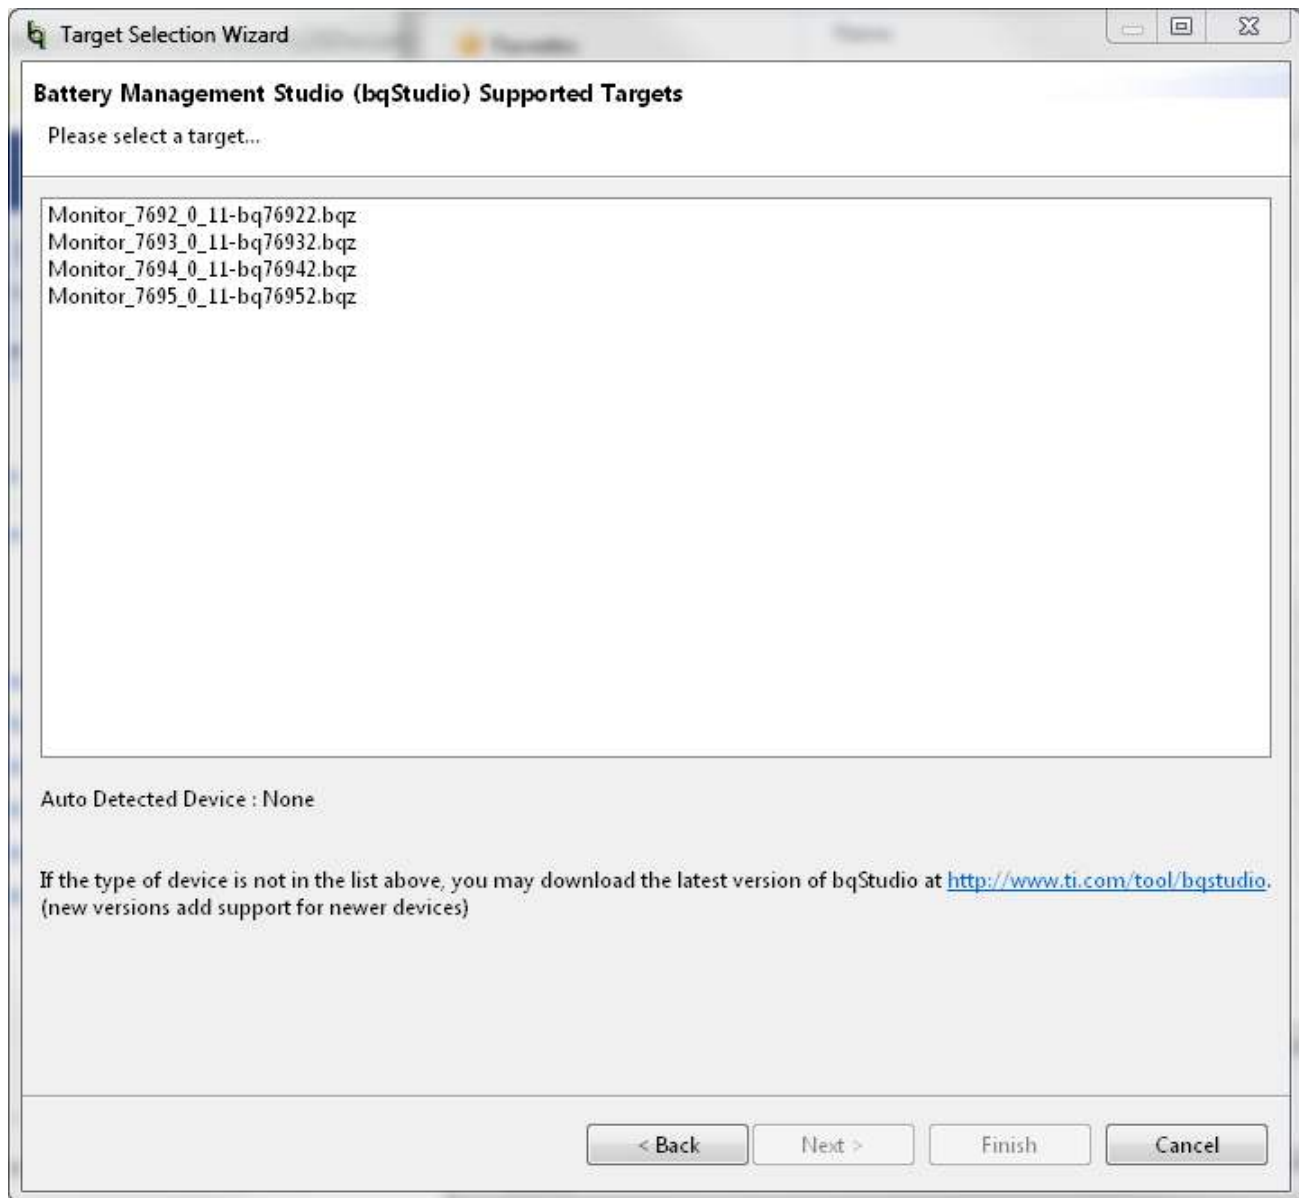 Target Selection Wizard
Battery Management Studio (bqStudio) Supported Targets
Please select a target...
Monitor_7692_0_11-bq76922.bqz
Monitor_7693_0_11-bq76932.bqz
Monitor_7694_0_11-bq76942.bqz
Monitor_7695_0_11-bq76952.bqz
Auto Detected Device : None
If the type of device is not in the list above, you may download the latest version of bqStudio at http://www.ti.com/tool/bqstudio.
(new versions add support for newer devices)
< Back Next > Finish Cancel